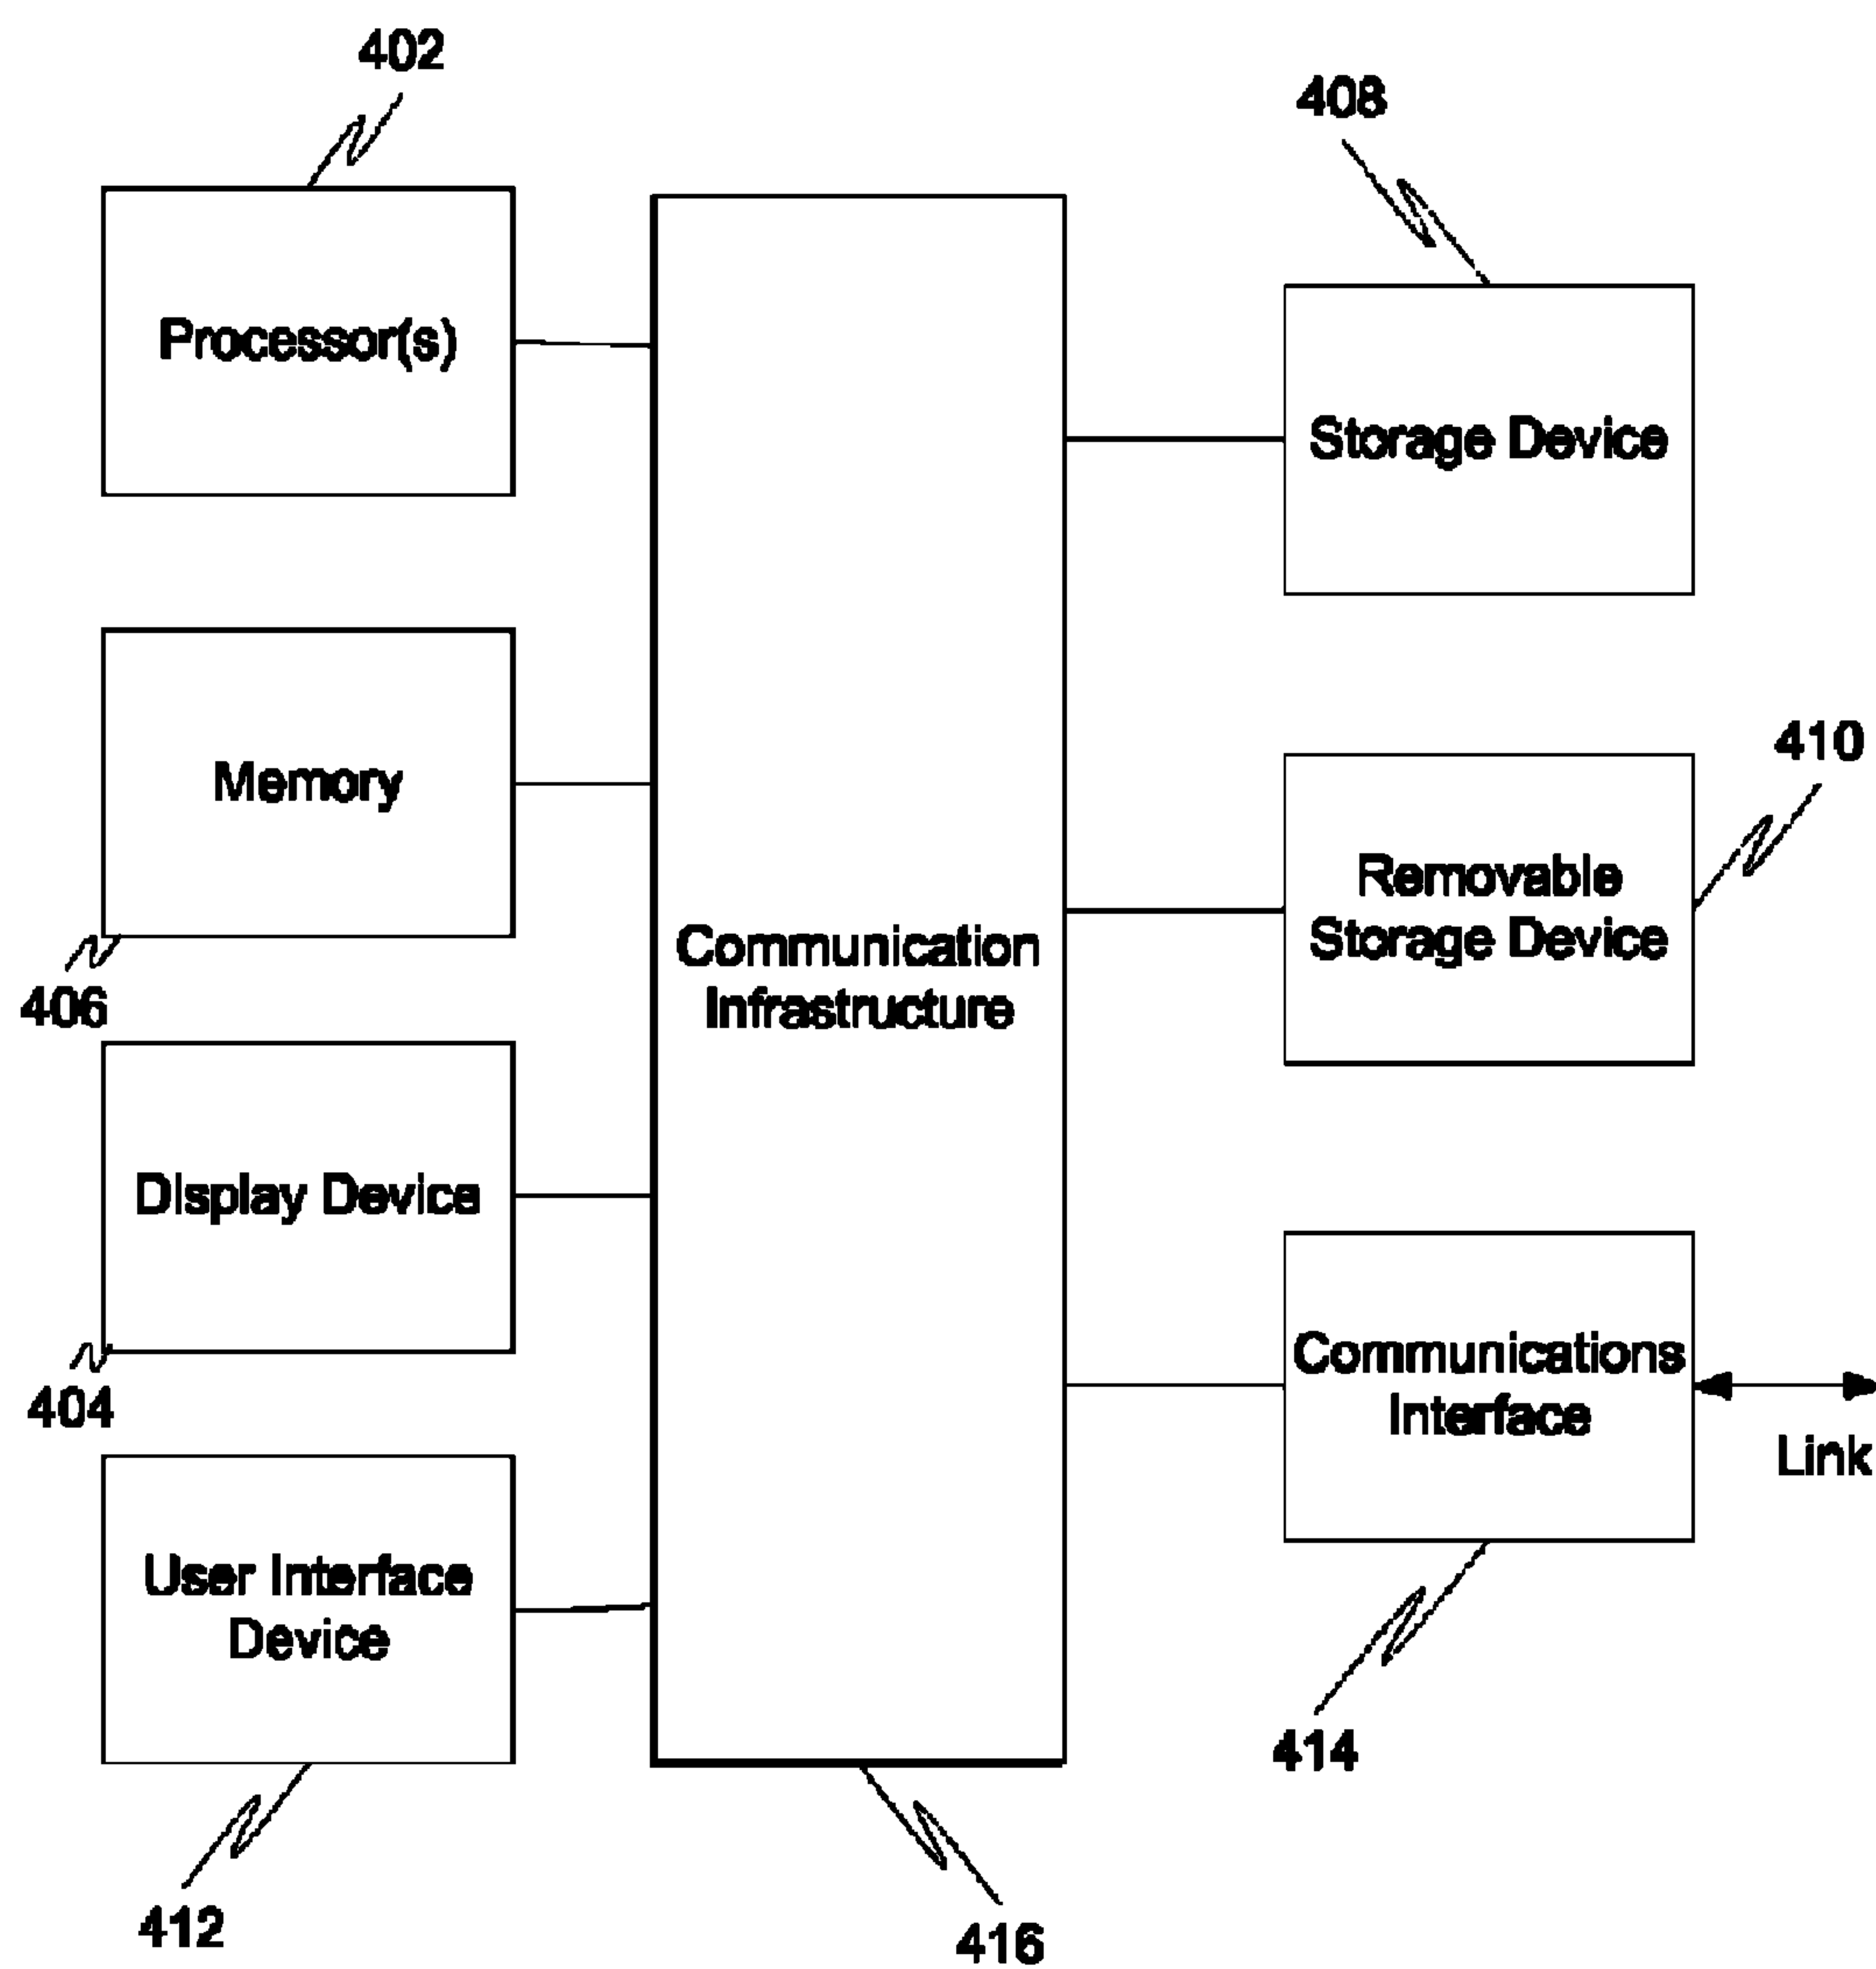 402
408
Processor(s)
Storage Device
410
Memory
Removable
Storage Device
Communication
Infrastructure
406
Display Device
Communications
Interface
404
Link
User Interface
Device
414
412
416